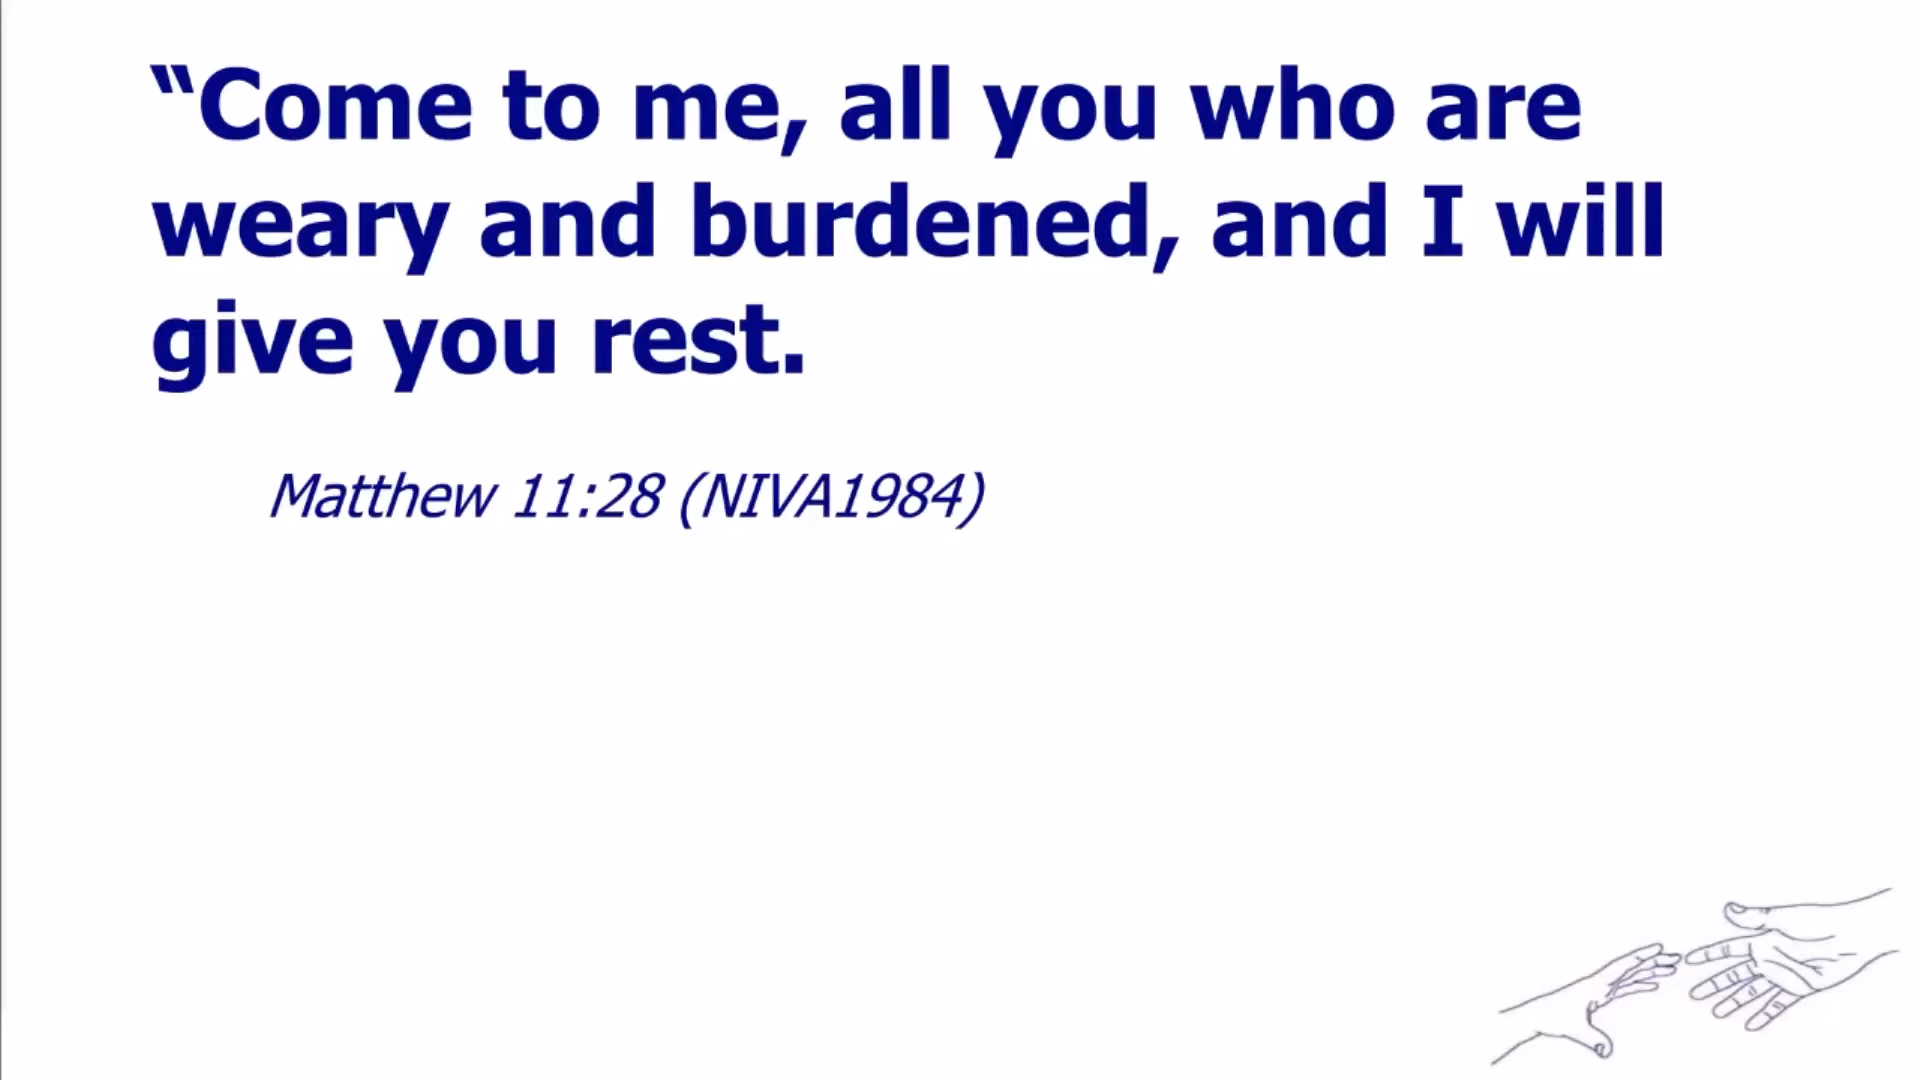 “Come to me, all you who are
weary and burdened, and I will
give you rest.
Matthew 11:28 (NIVA1984)